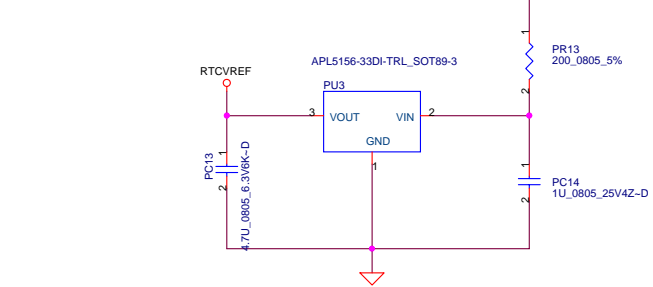 1
PR13
200_0805_5%
2
APL5156-33DI-TRL_SOT89-3
RTCVREF
PU3
3
VOUT
VIN
2
GND
1
PC13
1
2
4.7U_0805_6.3V6K~D
1
PC14
1U_0805_25V4Z~D
2